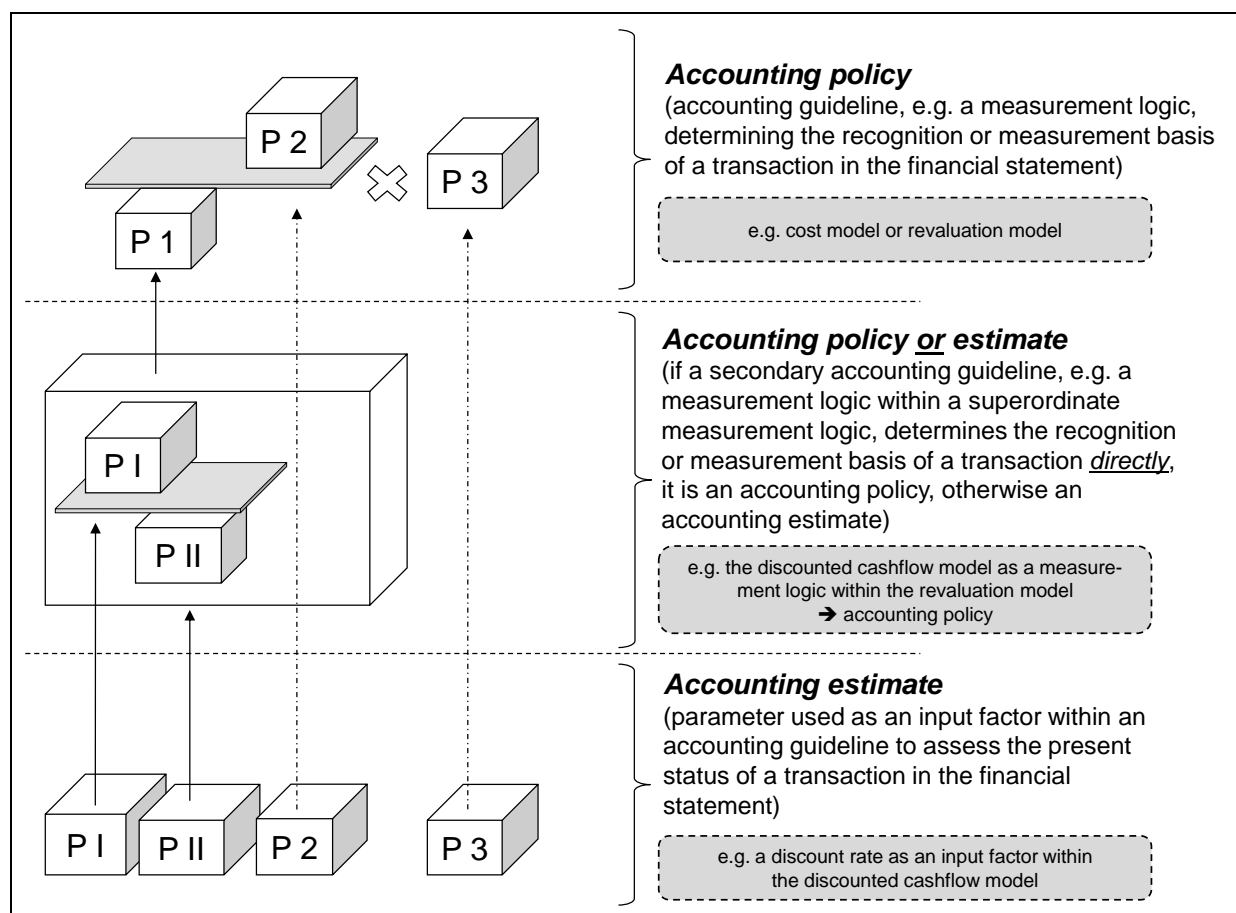 Accounting policy
(accounting guideline, e.g. a measurement logic,
determining the recognition or measurement basis
of a transaction in the financial statement)
e.g. cost model or revaluation model
P 2
P 3
P 1
Accounting policy or estimate
(if a secondary accounting guideline, e.g. a
measurement logic within a superordinate
measurement logic, determines the recognition
or measurement basis of a transaction directly,
it is an accounting policy, otherwise an
accounting estimate)
e.g. the discounted cashflow model as a measure-
ment logic within the revaluation model
➔ accounting policy
P I
P II
Accounting estimate
(parameter used as an input factor within an
accounting guideline to assess the present
status of a transaction in the financial
statement)
e.g. a discount rate as an input factor within
the discounted cashflow model
P I
P II
P 2
P 3